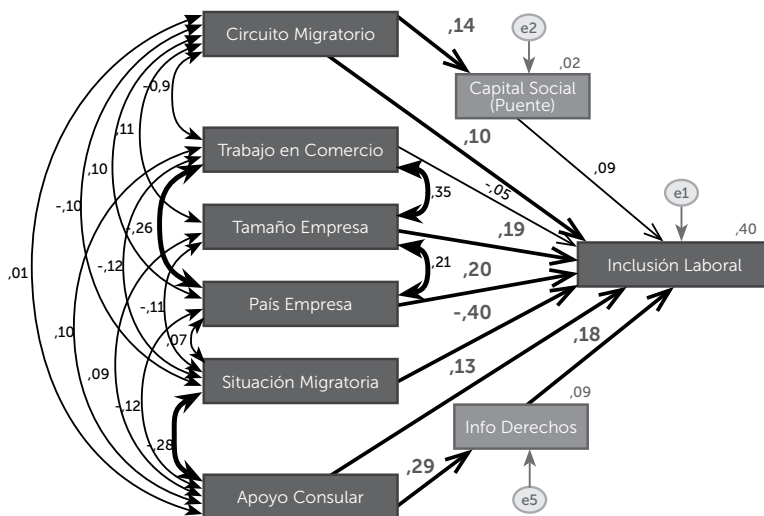 Circuito Migratorio
,14
e2
,02
Capital Social
(Puente)
-0,9
,10
,11
Trabajo en Comercio
,09
-,05
,10
,35
e1
-,10
-,26
Tamaño Empresa
,19
,40
Inclusión Laboral
,21
,20
,01
-,12
-,11
País Empresa
-,40
,10
,07
,18
,09
Situación Migratoria
,13
-,12
,09
Info Derechos
-,28
,29
Apoyo Consular
e5